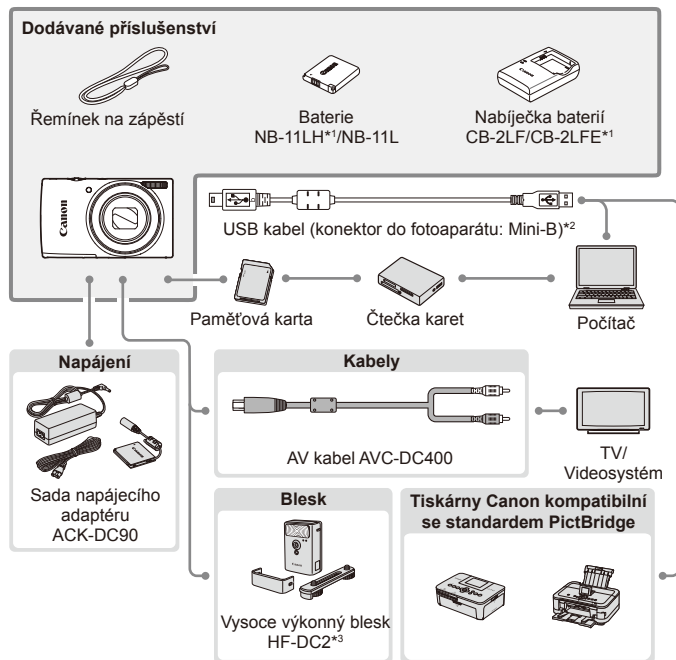 Dodávané příslušenství
Řemínek na zápěstí
Canon
Baterie
NB-11LH*1/NB-11L
Nabíječka baterií
CB-2LF/CB-2LFE*1
Canon
USB kabel (konektor do fotoaparátu: Mini-B)*2
Paměťová karta
Čtečka karet
Počítač
Napájení
Sada napájecího
adaptéru
ACK-DC90
Kabely
AV kabel AVC-DC400
TV/
Videosystém
Blesk
Vysoce výkonný blesk
HF-DC2*3
Tiskárny Canon kompatibilní
se standardem PictBridge